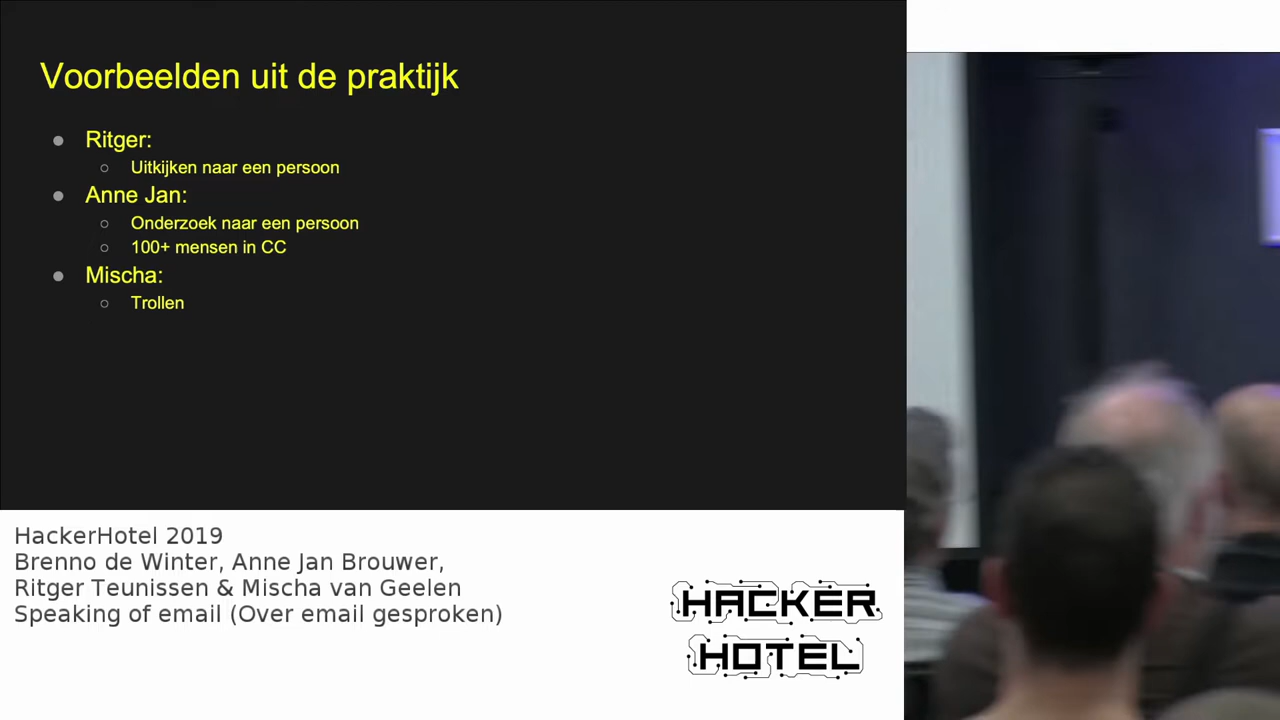 Voorbeelden uit de praktijk
Ritger:
Uitkijken naar een persoon
Anne Jan:
Onderzoek naar een persoon
100+ mensen in CC
Mischa:
Trollen
HackerHotel 2019
Brenno de Winter, Anne Jan Brouwer,
Ritger Teunissen & Mischa van Geelen
Speaking of email (Over email gesproken)
HACKER
HOTEL